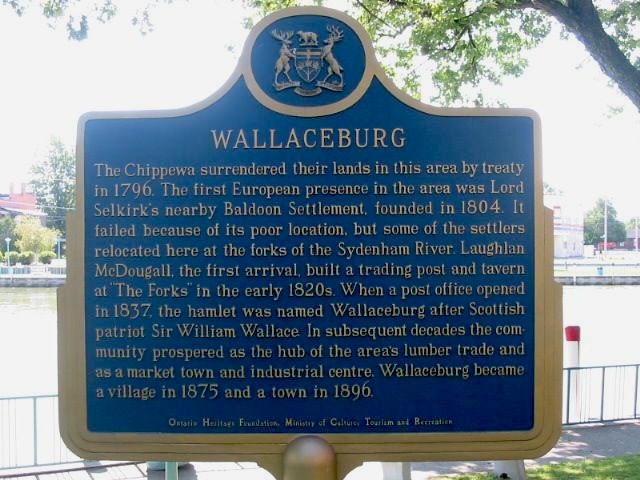 WALLACEBURG
The Chippewa surrendered their lands in this area by treaty
in 1796. The first European presence in the area was Lord
Selkirk's nearby Baldoon Settlement, founded in 1804. It
failed because of its poor location, but some of the settlers
relocated here at the forks of the Sydenham River. Laughlan
McDougall, the first arrival, built a trading post and tavern
at "The Forks" in the early 1820s. When a post office opened
in 1837, the hamlet was named Wallaceburg after Scottish
patriot Sir William Wallace. In subsequent decades the com-
munity prospered as the hub of the area's lumber trade and
as a market town and industrial centre. Wallaceburg became
a village in 1875 and a town in 1896.
Ontario Heritage Foundation, Ministry of Culture, Tourism and Recreation